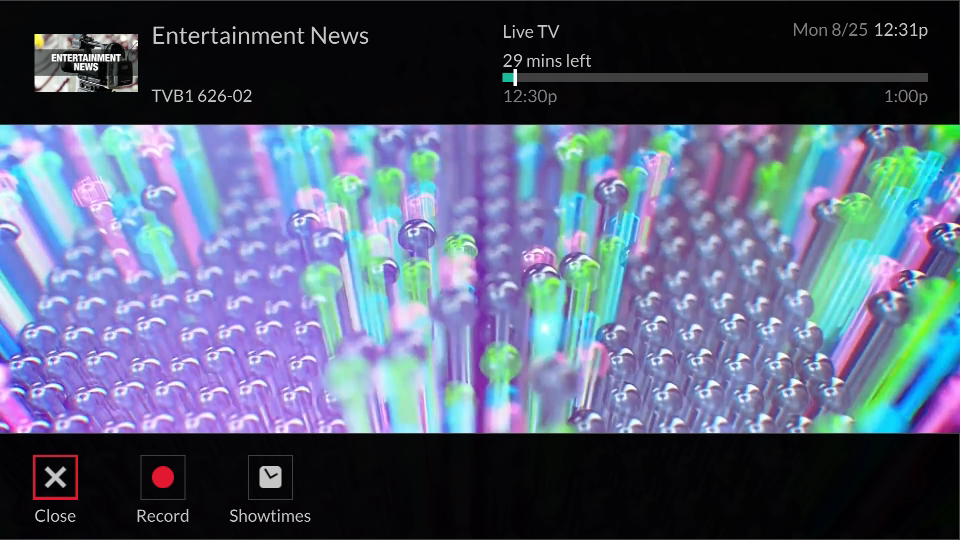 ENTERTAINMENT
NEWS
Entertainment News
TVB1 626-02
Live TV
Mon 8/25 12:31p
29 mins left
12:30p
1:00p
Close
Record
Showtimes